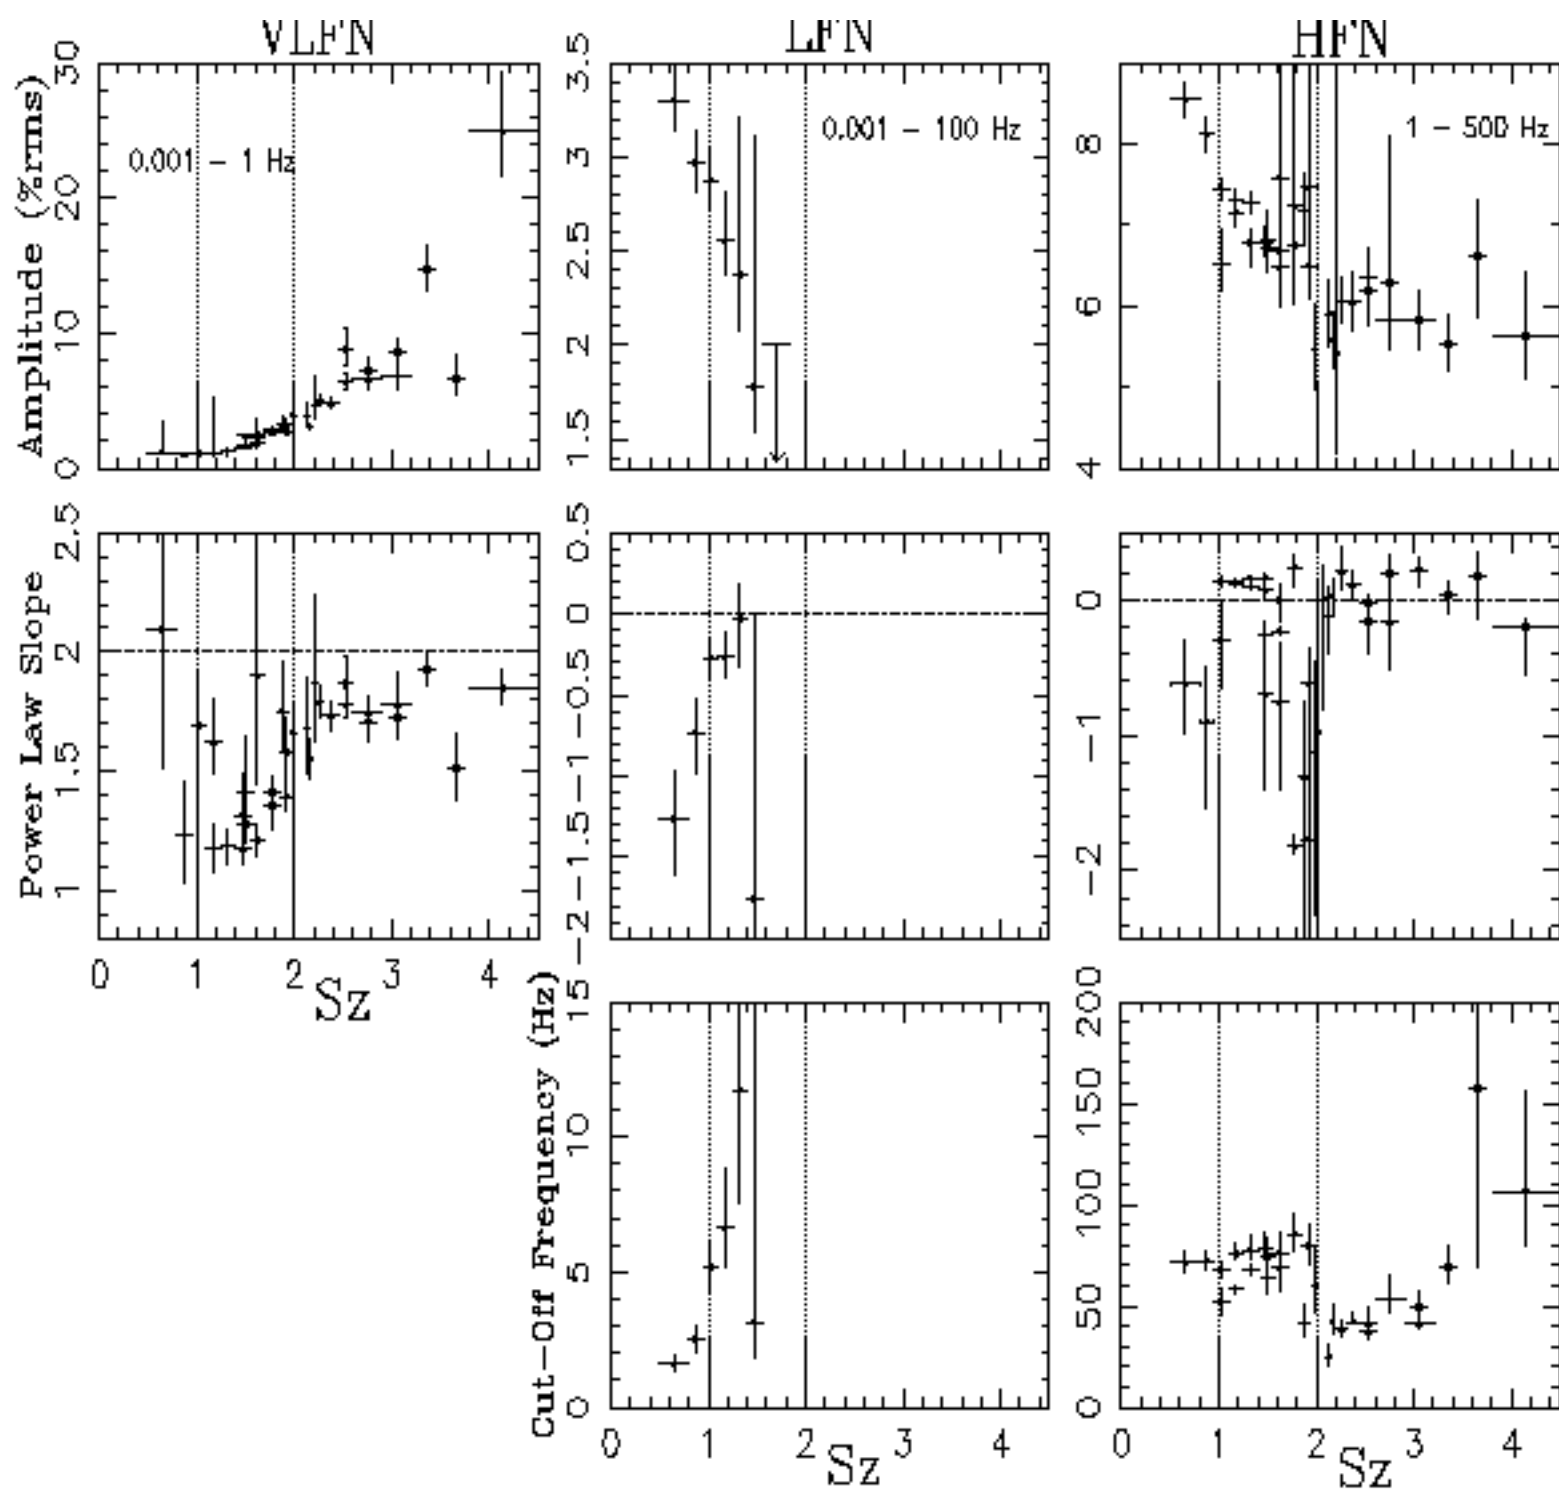 VLFN LFN HFN
Amplitude (%rms)
0 10 20 30
0.001 – 1 Hz
1.5 2 2.5 3 3.5
0.001 – 100 Hz
4 6 8
1 – 500 Hz
Power Law Slope
1 1.5 2 2.5
0 1 2 3 4
Sz
−2 −1.5 −1 −0.5 0 0.5
−2 −1 0
Cut−Off Frequency (Hz)
0 5 10 15
0 1 2 3 4
Sz
0 50 100 150 200
0 1 2 3 4
Sz